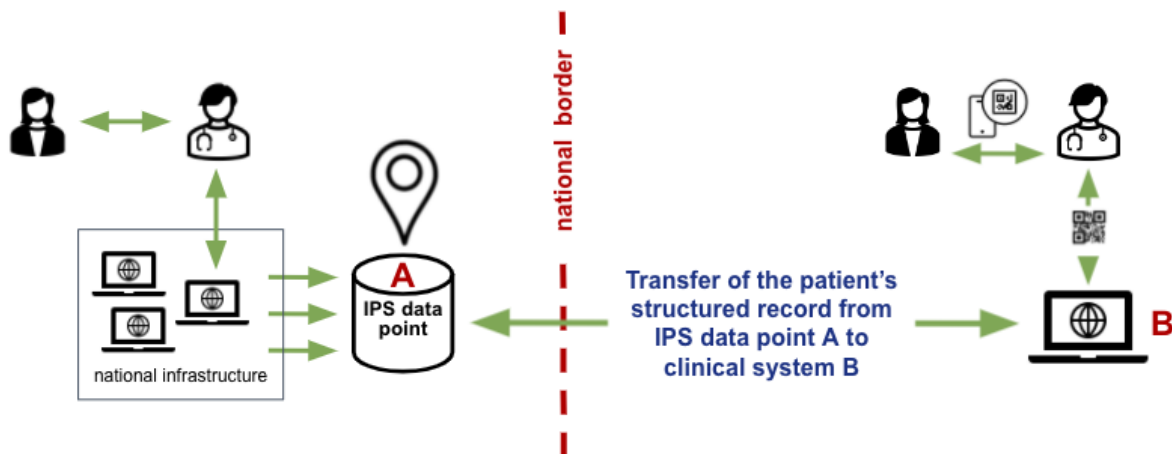 national border
A
IPS data
point
national infrastructure
Transfer of the patient’s
structured record from
IPS data point A to
clinical system B
B